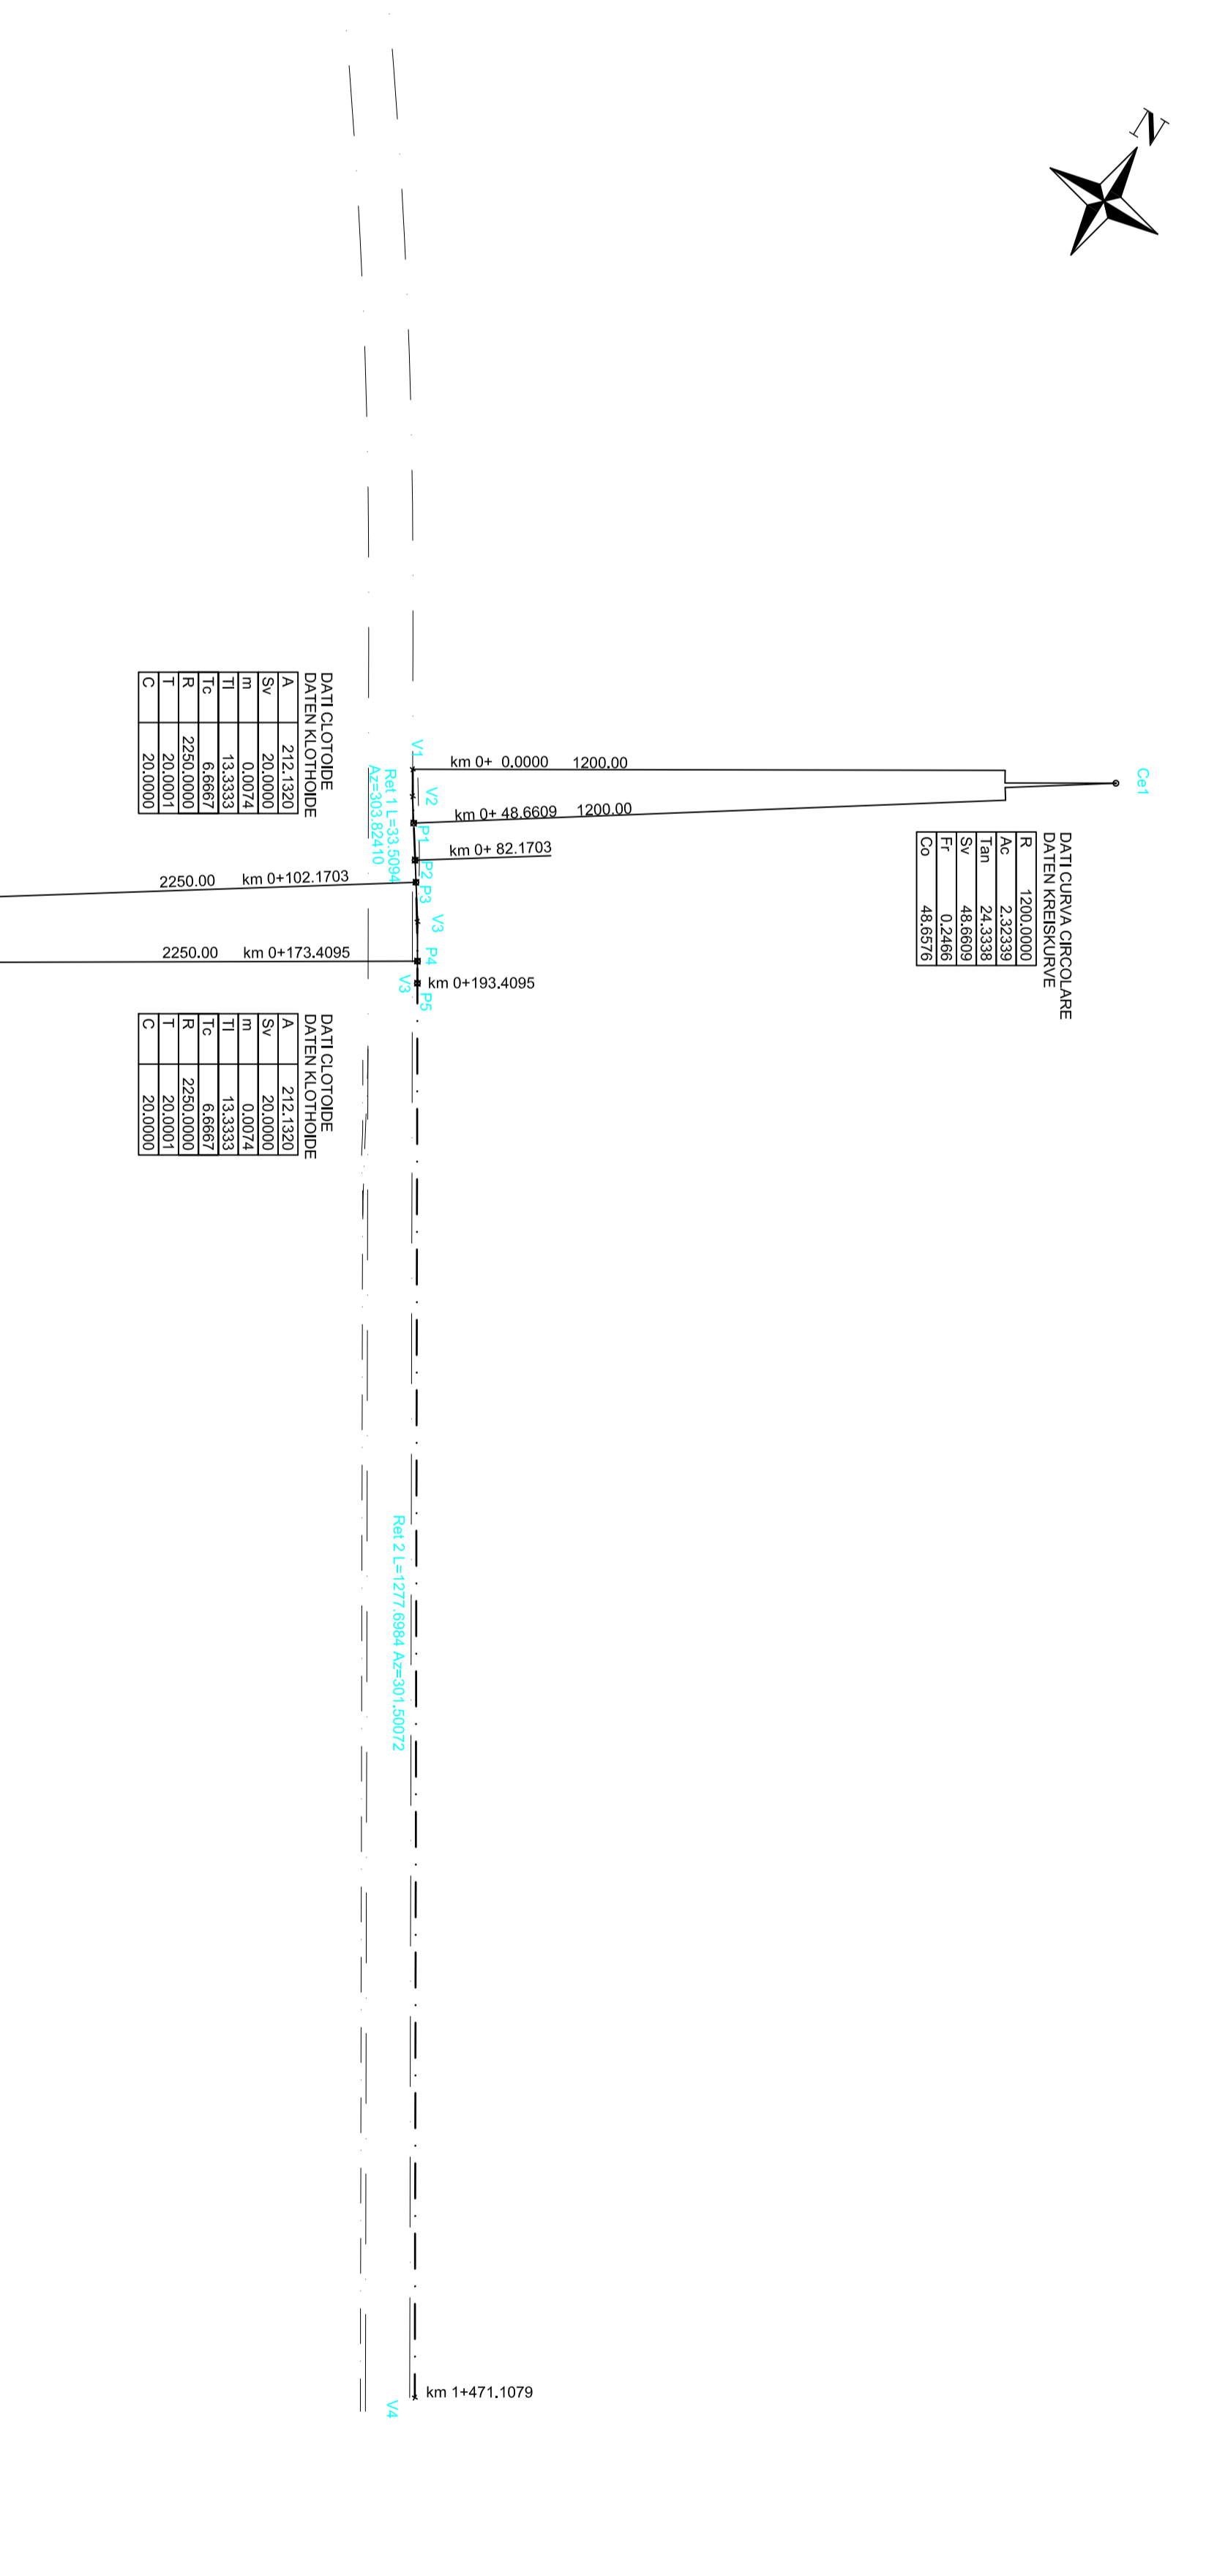 N
V1
km 0+ 0.0000 1200.00
Ce1
V2
Ret 1 L=33.5094
Az=303.82410
km 0+ 48.6609 1200.00
P1
km 0+ 82.1703
P2
2250.00 km 0+102.1703
P3
V3
2250.00 km 0+173.4095
P4
V3
km 0+193.4095
P5
DATI CURVA CIRCOLARE
DATEN KREISKURVE
R 1200.0000
Ac 2.32339
Tan 24.3338
Sv 48.6609
Fr 0.2466
Co 48.6576
DATI CLOTOIDE
DATEN KLOTHOIDE
A 212.1320
Sv 20.0000
m 0.0074
Tl 13.3333
Tc 6.6667
R 2250.0000
T 20.0001
C 20.0000
DATI CLOTOIDE
DATEN KLOTHOIDE
A 212.1320
Sv 20.0000
m 0.0074
Tl 13.3333
Tc 6.6667
R 2250.0000
T 20.0001
C 20.0000
Ret 2 L=1277.6984 Az=301.50072
km 1+471.1079
V4